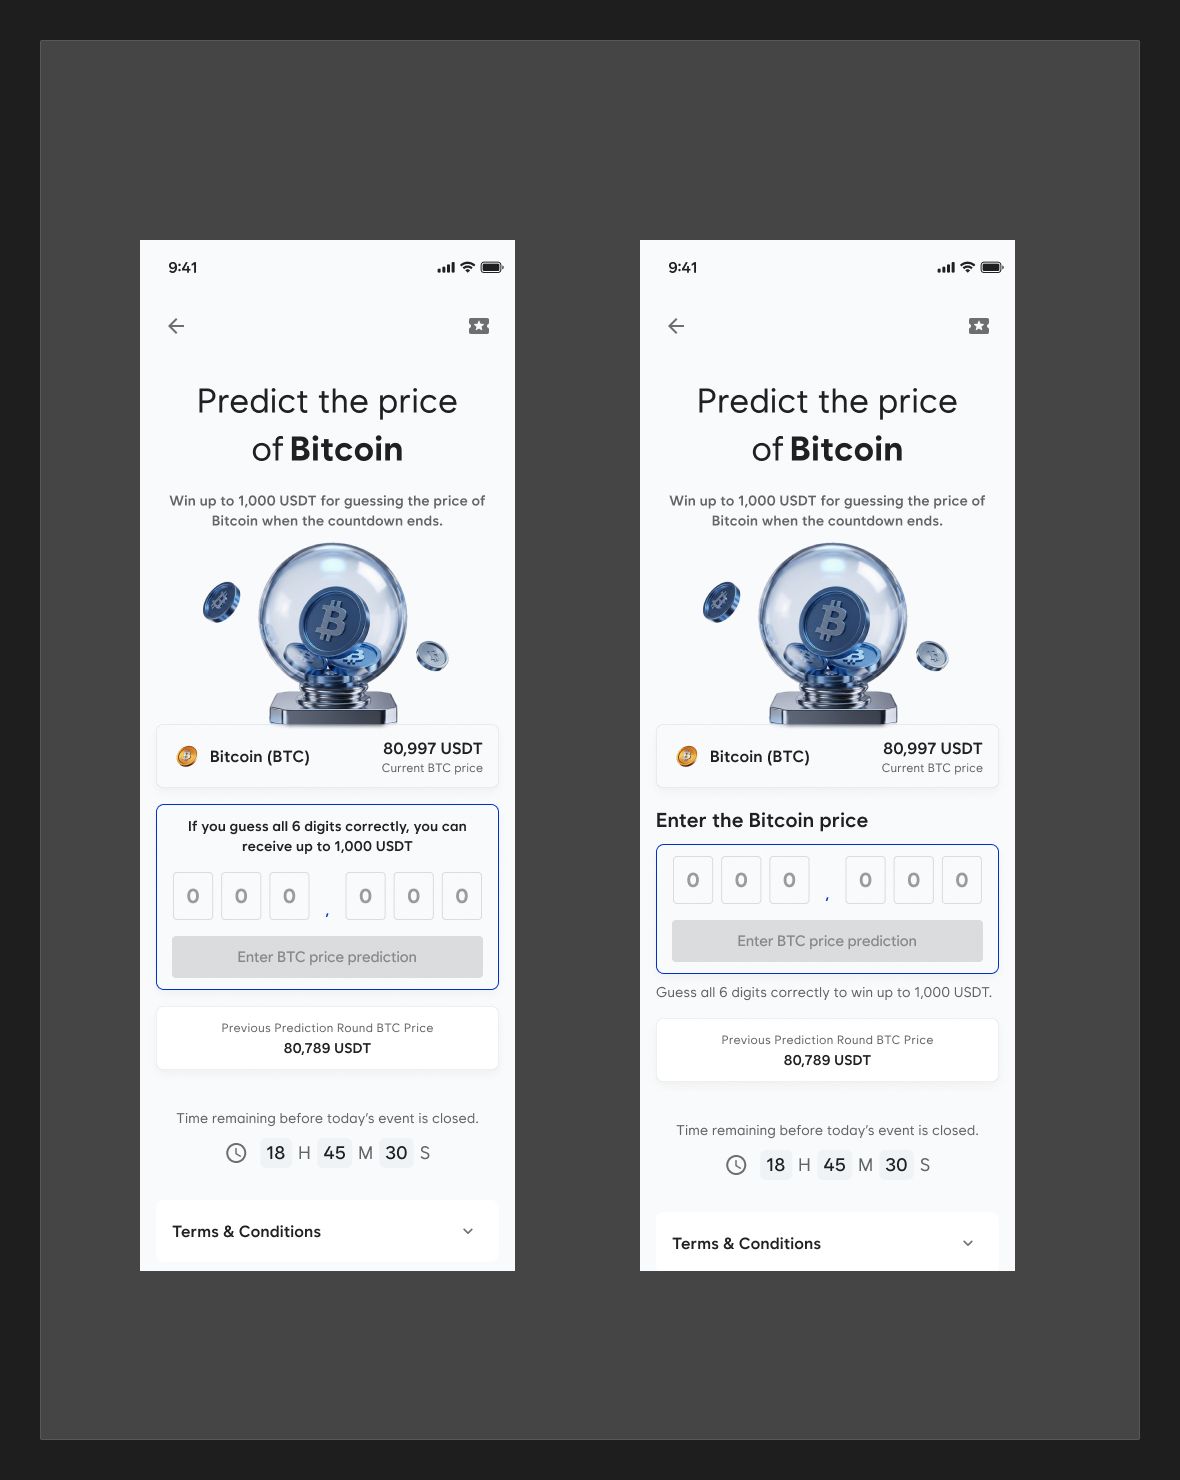 9:41
Predict the price
of Bitcoin
Win up to 1,000 USDT for guessing the price of
Bitcoin when the countdown ends.
Bitcoin (BTC)
80,997 USDT
Current BTC price
If you guess all 6 digits correctly, you can
receive up to 1,000 USDT
0 0 0 , 0 0 0
Enter BTC price prediction
Previous Prediction Round BTC Price
80,789 USDT
Time remaining before today's event is closed.
18 H 45 M 30 S
Terms & Conditions
9:41
Predict the price
of Bitcoin
Win up to 1,000 USDT for guessing the price of
Bitcoin when the countdown ends.
Bitcoin (BTC)
80,997 USDT
Current BTC price
Enter the Bitcoin price
0 0 0 , 0 0 0
Enter BTC price prediction
Guess all 6 digits correctly to win up to 1,000 USDT.
Previous Prediction Round BTC Price
80,789 USDT
Time remaining before today's event is closed.
18 H 45 M 30 S
Terms & Conditions